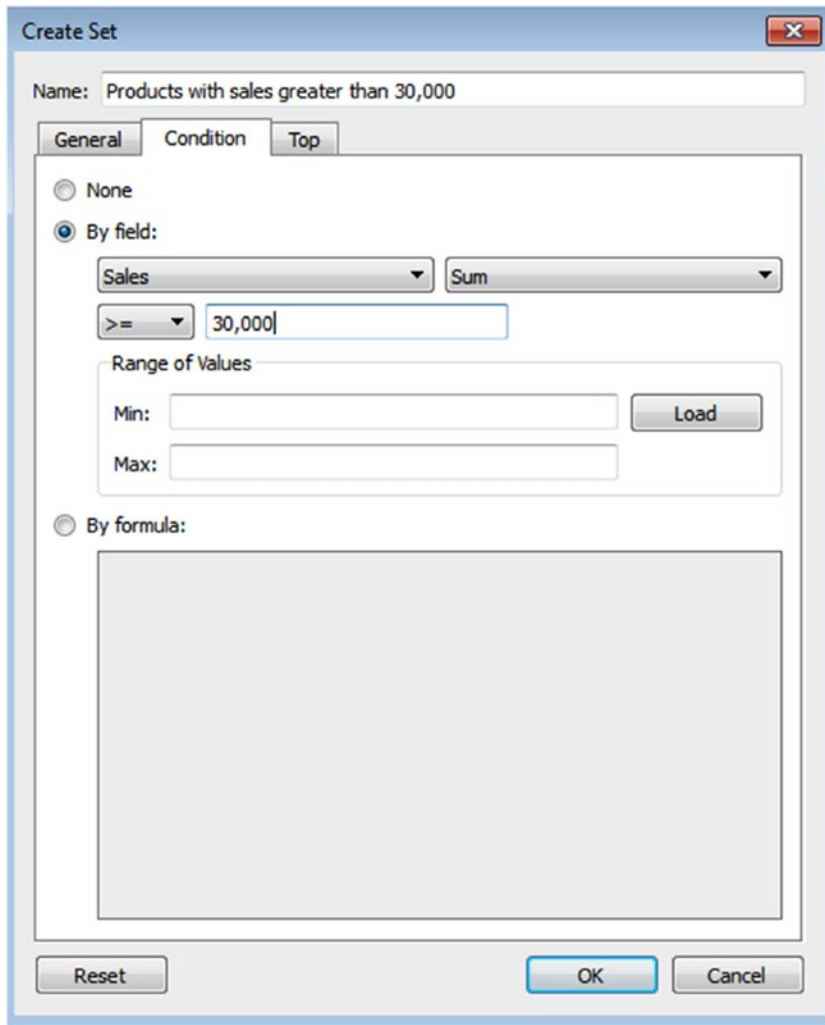 Create Set
Name: Products with sales greater than 30,000
General Condition Top
None
By field:
Sales Sum
>= 30,000
Range of Values
Min: Load
Max:
By formula:
Reset OK Cancel